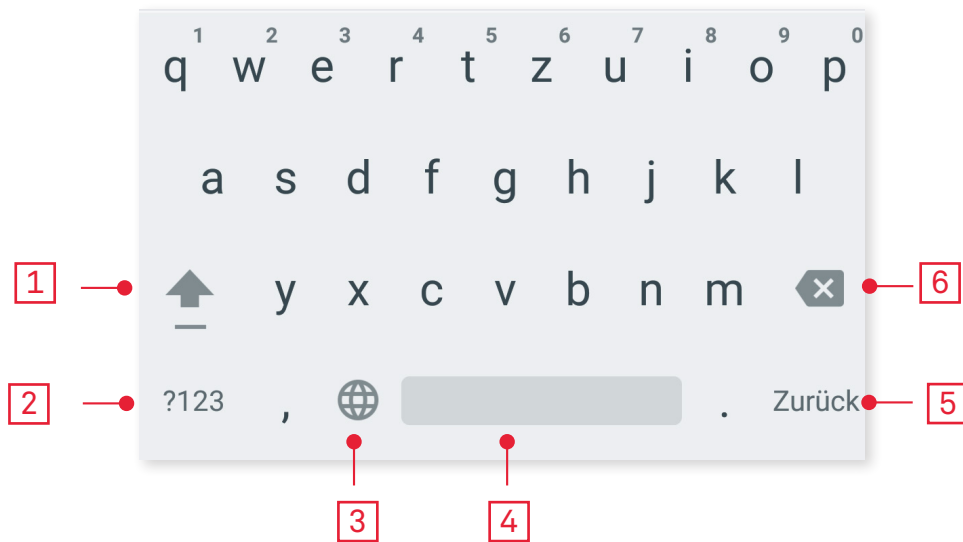 1 2 3 4 5 6 7 8 9 0
q w e r t z u i o p
a s d f g h j k l
1 y x c v b n m 6
2 ?123 , . Zurück 5
3 4